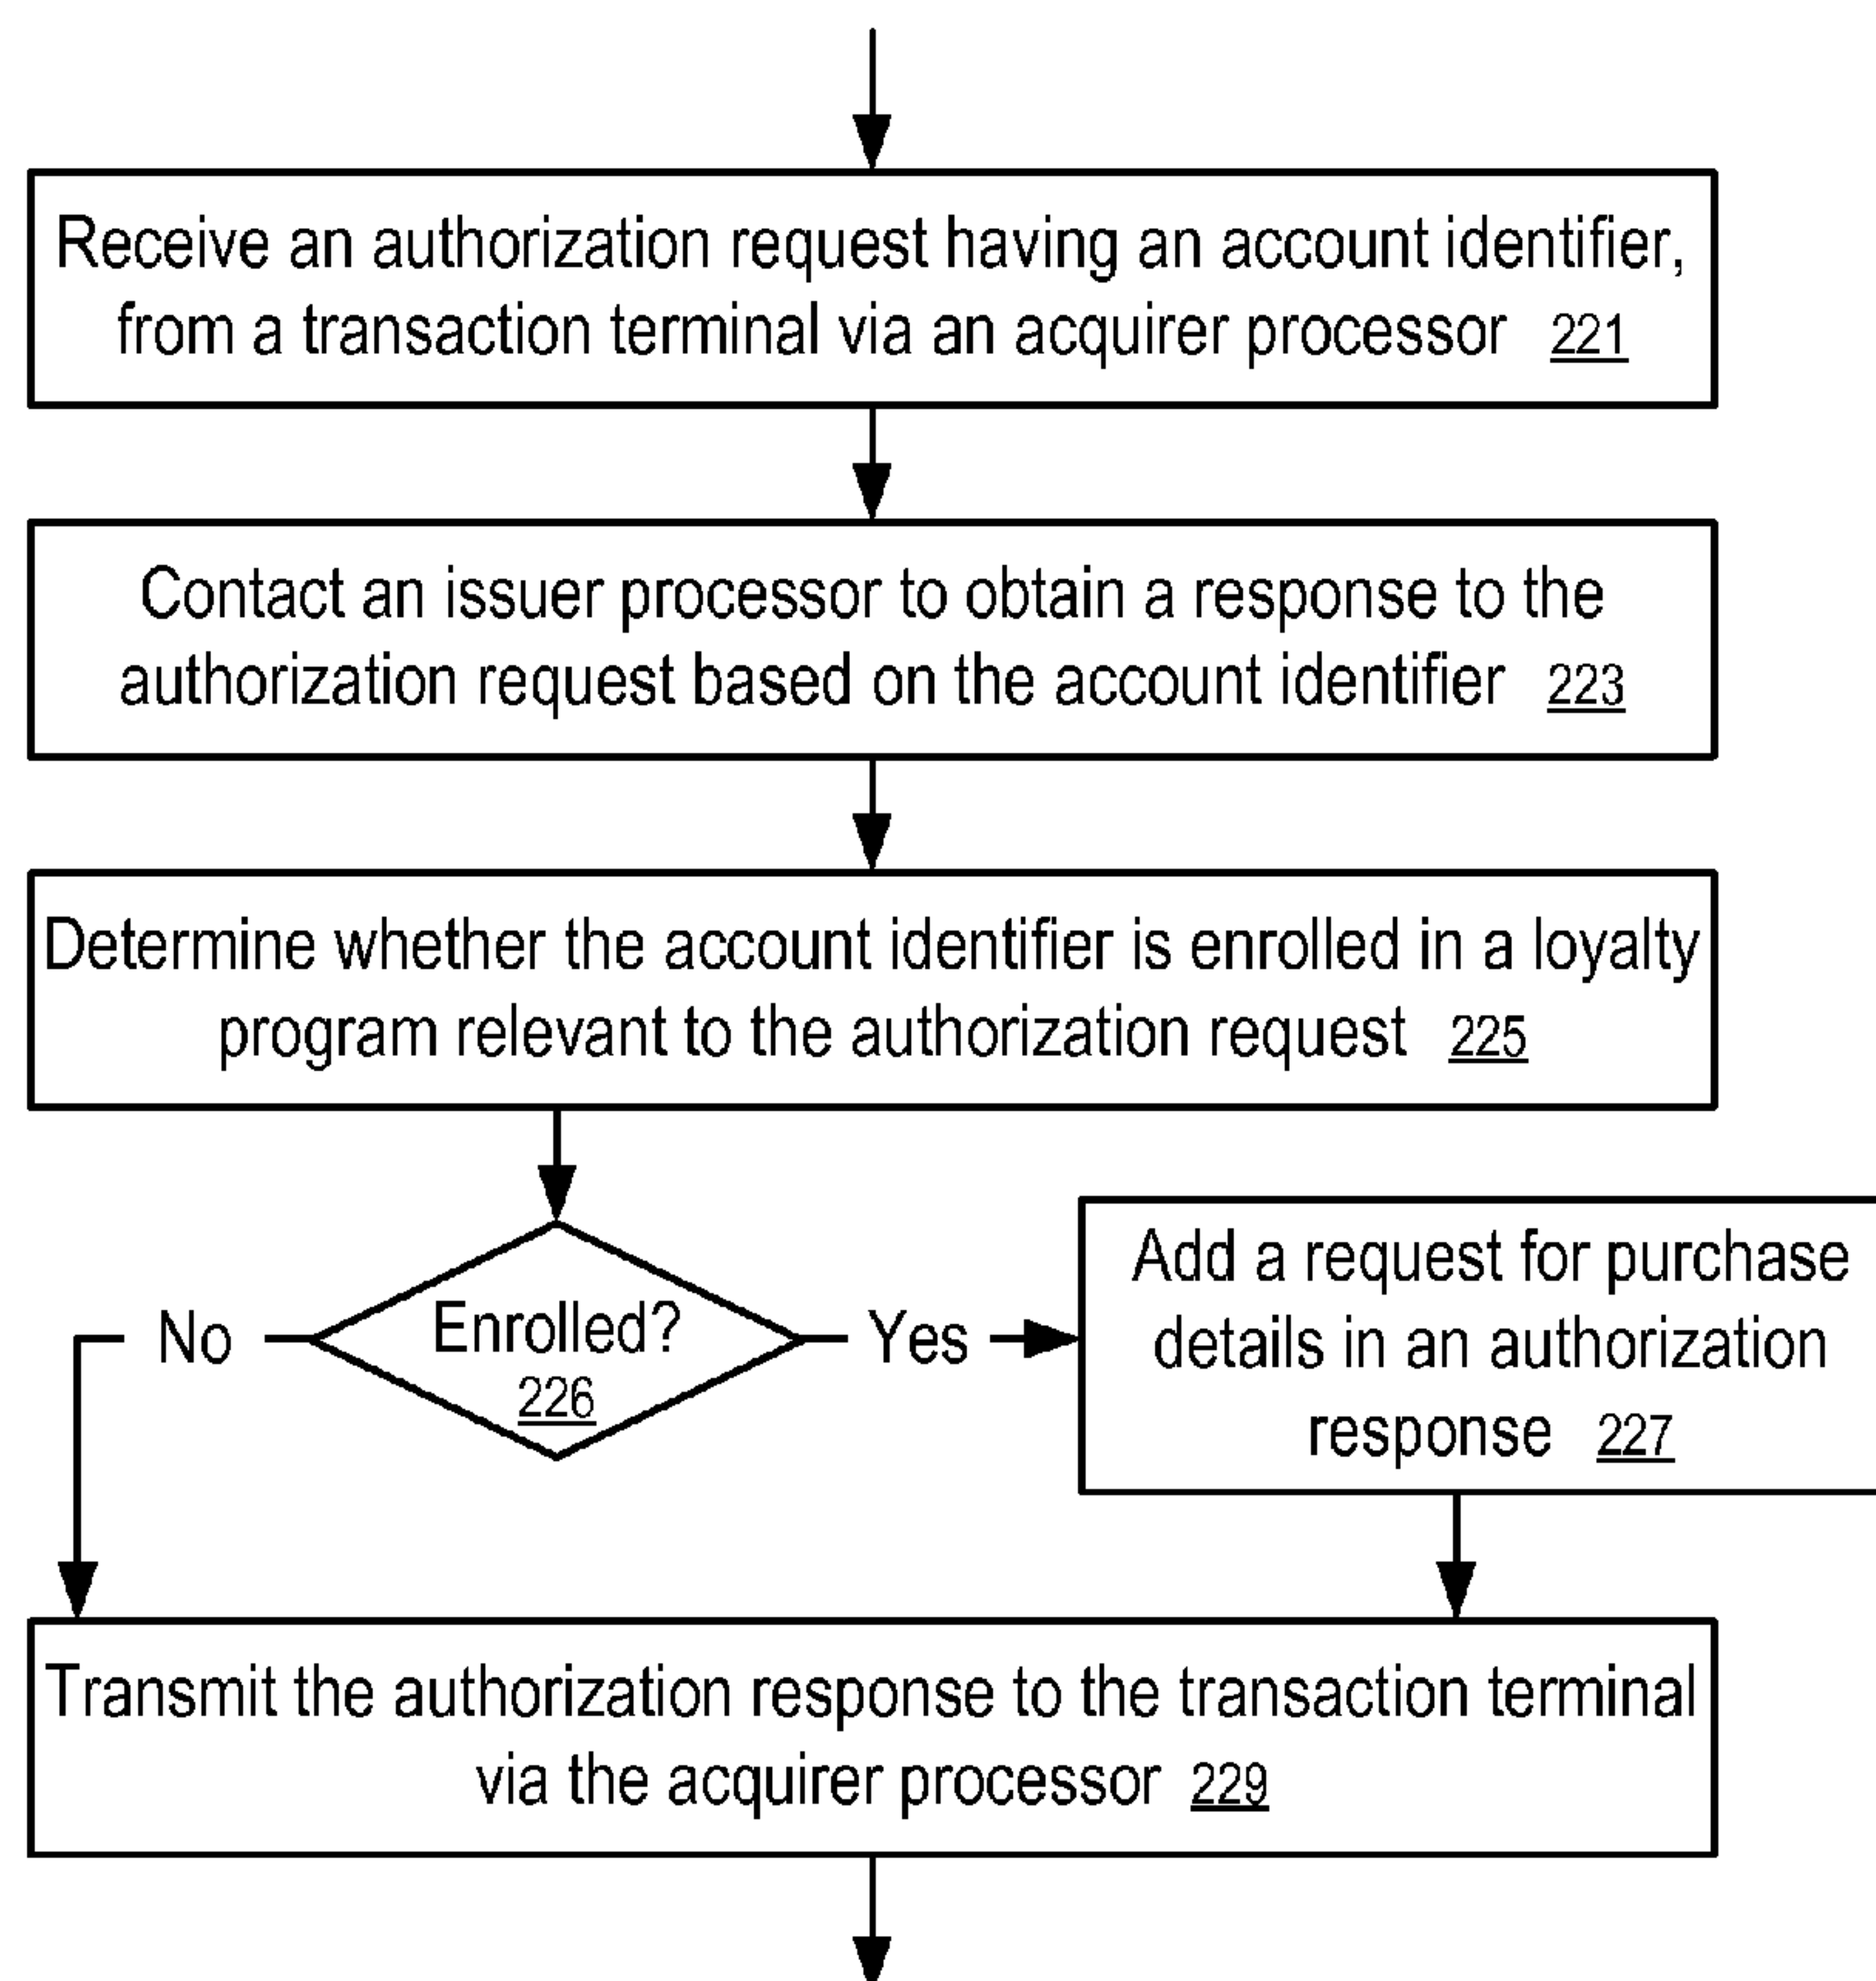 Receive an authorization request having an account identifier,
from a transaction terminal via an acquirer processor 221
Contact an issuer processor to obtain a response to the
authorization request based on the account identifier 223
Determine whether the account identifier is enrolled in a loyalty
program relevant to the authorization request 225
Enrolled?
226
No
Yes
Add a request for purchase
details in an authorization
response 227
Transmit the authorization response to the transaction terminal
via the acquirer processor 229